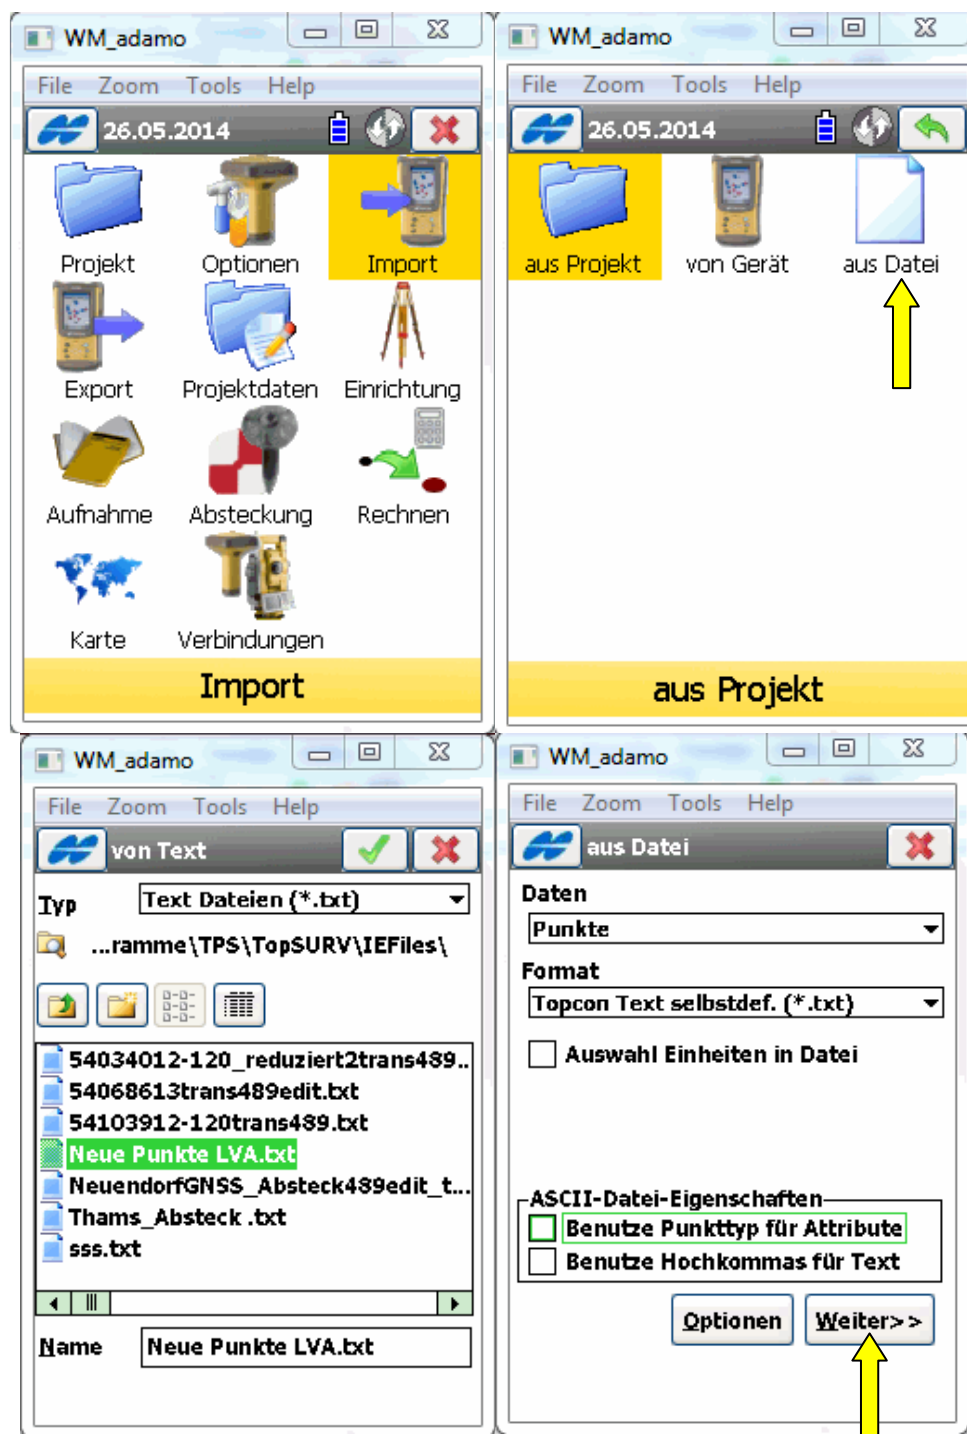 WM_adamo
File Zoom Tools Help
26.05.2014
Projekt Optionen Import
Export Projektdaten Einrichtung
Aufnahme Absteckung Rechnen
Karte Verbindungen
Import
WM_adamo
File Zoom Tools Help
26.05.2014
aus Projekt von Gerät aus Datei
aus Projekt
WM_adamo
File Zoom Tools Help
von Text
Typ Text Dateien (*.txt)
...ramme\TPS\TopSURV\IEFiles\
54034012-120_reduziert2trans489..
54068613trans489edit.txt
54103912-120trans489.txt
Neue Punkte LVA.txt
NeuendorfGNSS_Absteck489edit_t...
Thams_Absteck .txt
sss.txt
Name Neue Punkte LVA.txt
WM_adamo
File Zoom Tools Help
aus Datei
Daten
Punkte
Format
Topcon Text selbstdef. (*.txt)
Auswahl Einheiten in Datei
ASCII-Datei-Eigenschaften
Benutze Punkttyp für Attribute
Benutze Hochkommas für Text
Optionen Weiter>>